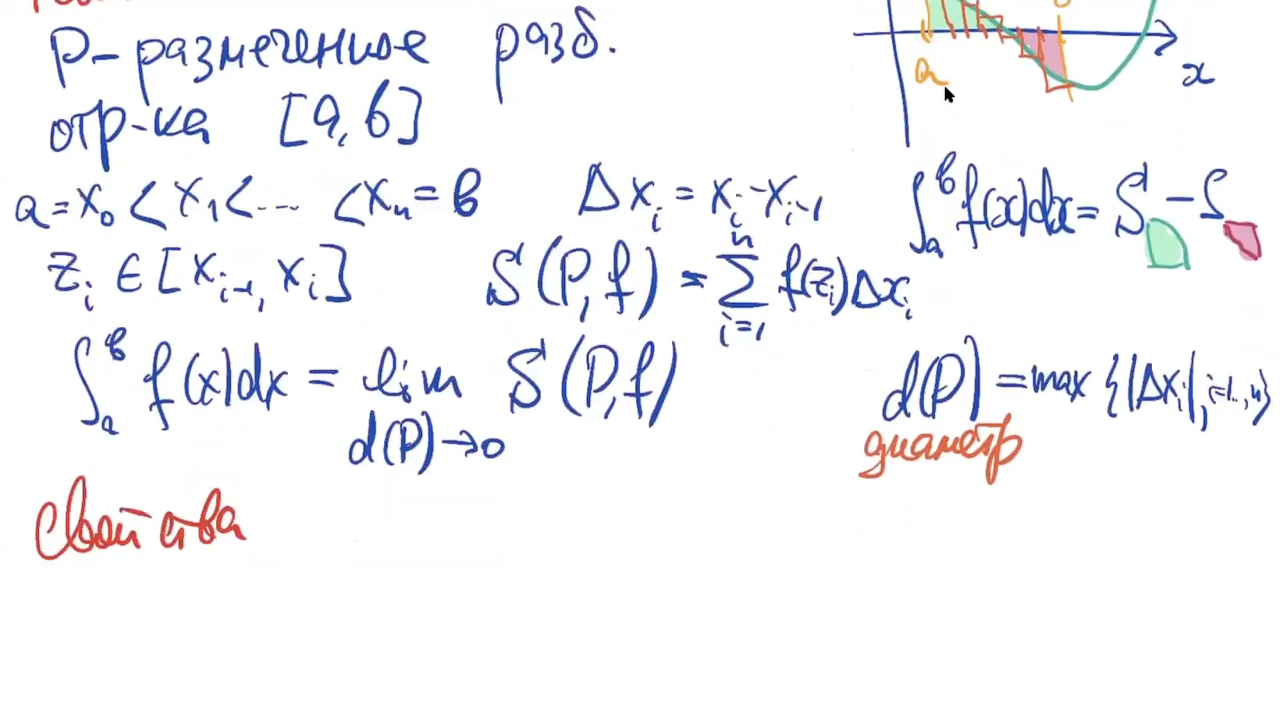 P – размеченное разб.
отр-ка [a, b]
a = x₀ < x₁ < ... < xₙ = b
Δxᵢ = xᵢ - xᵢ₋₁
zᵢ ∈ [xᵢ₋₁, xᵢ]
S(P, f) = ∑ᵢ₌₁ⁿ f(zᵢ)Δxᵢ
∫ₐᵇ f(x)dx = lim S(P, f)
d(P) → 0
a
x
∫ₐᵇ f(x)dx = S - S
d(P) = max {|Δxᵢ|, i=1..,n}
диаметр
Свойства